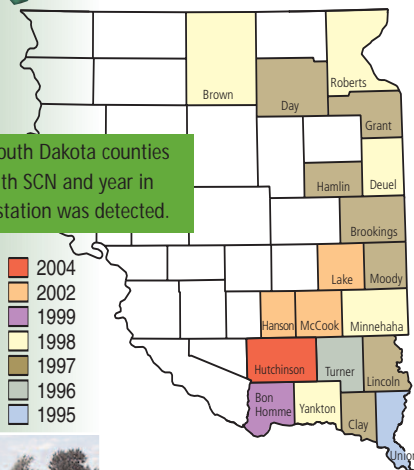 Roberts
Brown
Day
Grant
outh Dakota counties
th SCN and year in
station was detected.
Hamlin
Deuel
Brookings
2004
2002
1999
1998
1997
1996
1995
Lake
Moody
Hanson
McCook
Minnehaha
Hutchinson
Turner
Lincoln
Bon
Homme
Yankton
Clay
Union